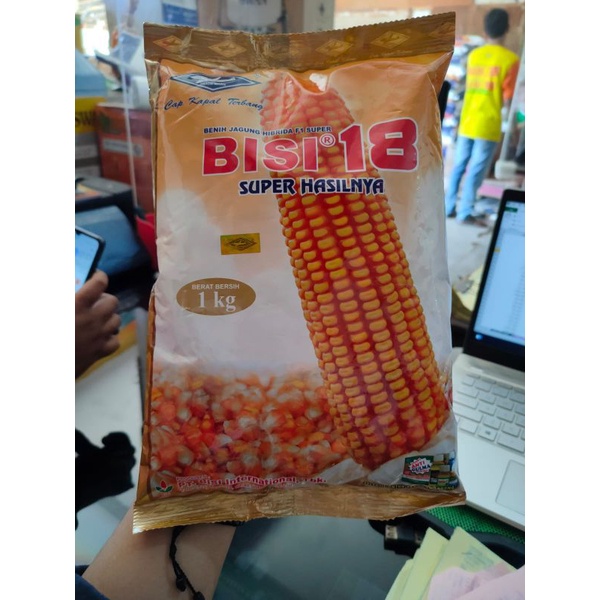 Cap Kapal Terbang
BENIH JAGUNG HIBRIDA F1 SUPER
BISI® 18
SUPER HASILNYA
BERAT BERSIH
1 kg